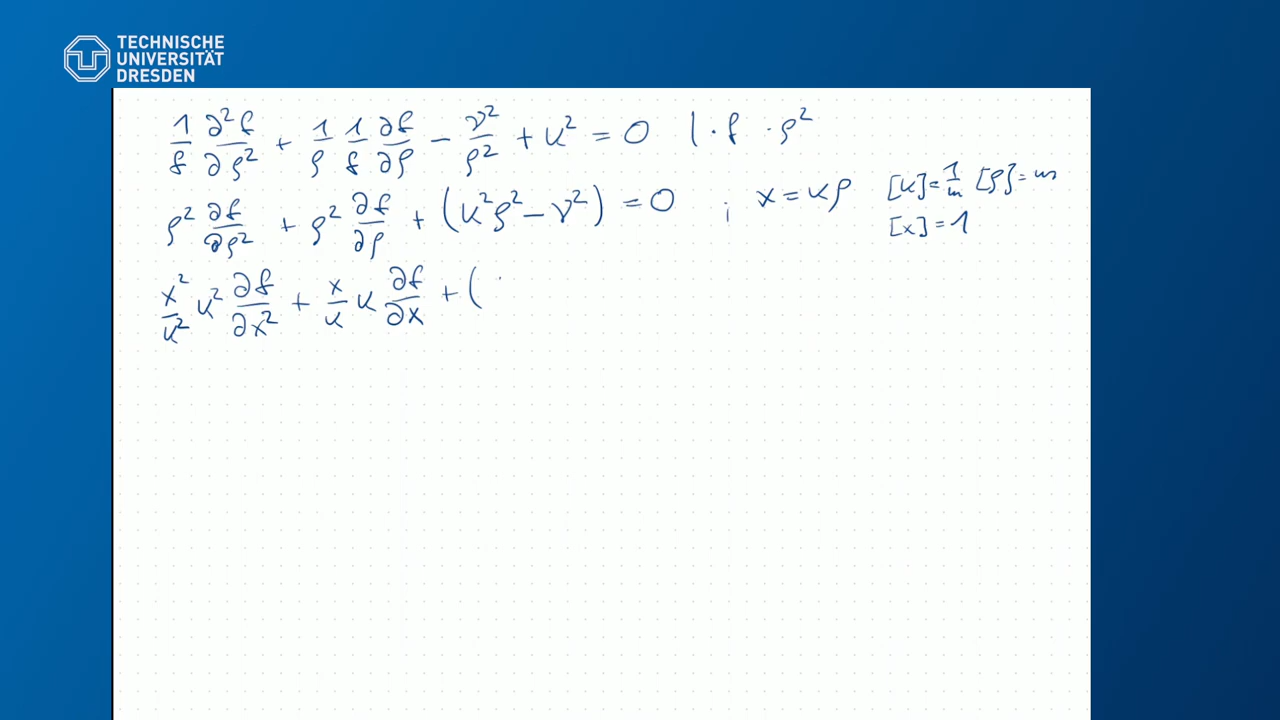 TECHNISCHE
UNIVERSITÄT
DRESDEN
1/f ∂²f/∂ρ² + 1/ρ 1/f ∂f/∂ρ − ν²/ρ² + k² = 0 | · f · ρ²
ρ² ∂f/∂ρ² + ρ² ∂f/∂ρ + (k²ρ² − ν²) = 0 ; x = kρ [k] = 1/m [ρ] = m
[x] = 1
x²/k² k² ∂f/∂x² + x/k k ∂f/∂x + (